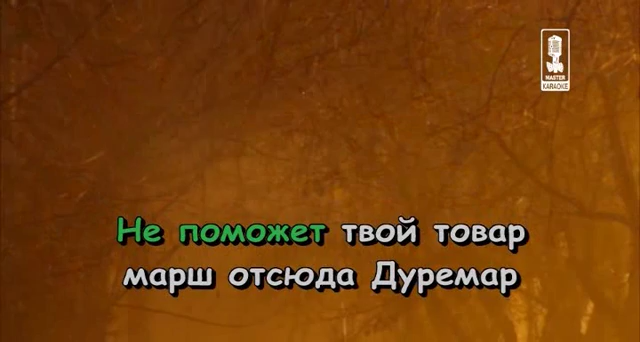 MASTER
KARAOKE
Не поможет твой товар
марш отсюда Дуремар